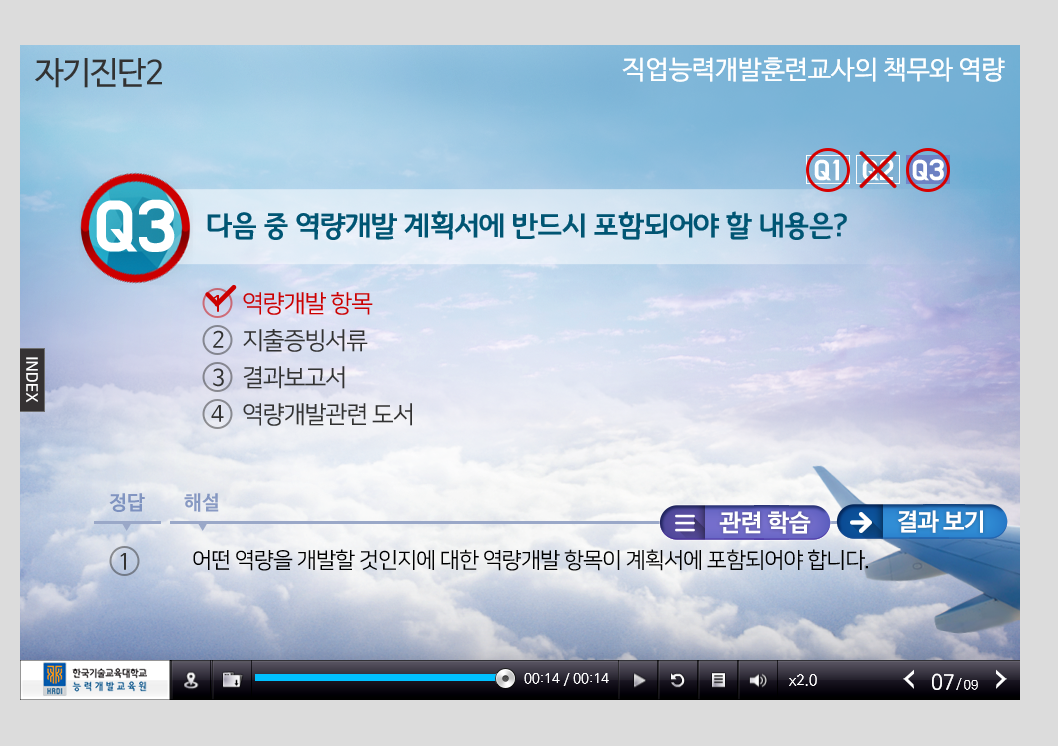 자기진단2
직업능력개발훈련교사의 책무와 역량
Q1 Q2 Q3
Q3 다음 중 역량개발 계획서에 반드시 포함되어야 할 내용은?
① 역량개발 항목
② 지출증빙서류
③ 결과보고서
④ 역량개발관련 도서
INDEX
정답 해설
관련 학습 결과 보기
① 어떤 역량을 개발할 것인지에 대한 역량개발 항목이 계획서에 포함되어야 합니다.
HRDI 한국기술교육대학교
능력개발교육원
00:14 / 00:14 x2.0 07/09